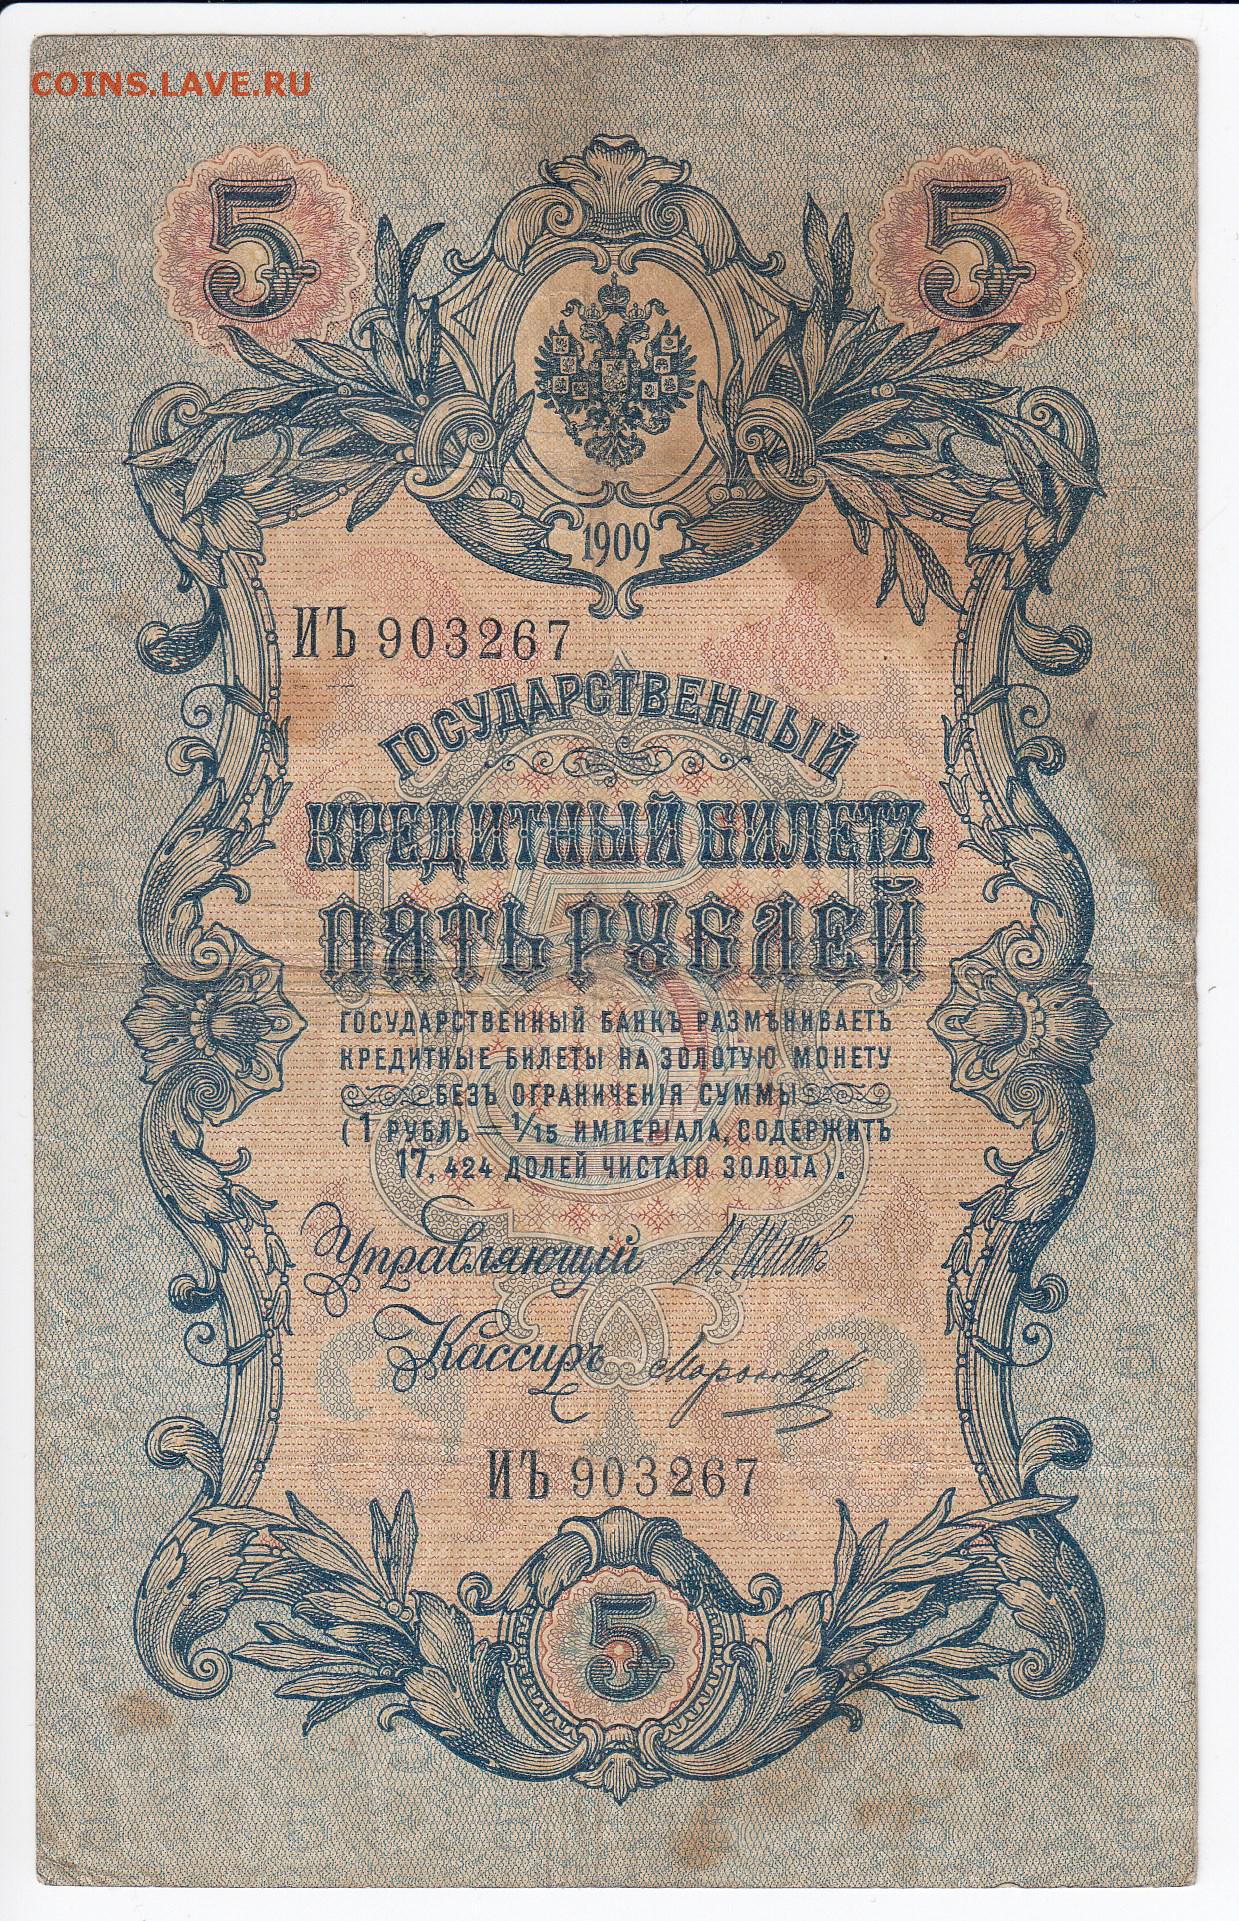 COINS.LAVE.RU
5 5
1909
ИЪ 903267
ГОСУДАРСТВЕННЫЙ
КРЕДИТНЫЙ БИЛЕТЪ
ПЯТЬ РУБЛЕЙ
ГОСУДАРСТВЕННЫЙ БАНКЪ РАЗМѢНИВАЕТЪ
КРЕДИТНЫЕ БИЛЕТЫ НА ЗОЛОТУЮ МОНЕТУ
БЕЗЪ ОГРАНИЧЕНІЯ СУММЫ
(1 РУБЛЬ = 1/15 ИМПЕРІАЛА, СОДЕРЖИТЪ
17,424 ДОЛЕЙ ЧИСТАГО ЗОЛОТА).
Управляющій
Кассиръ
ИЪ 903267
5